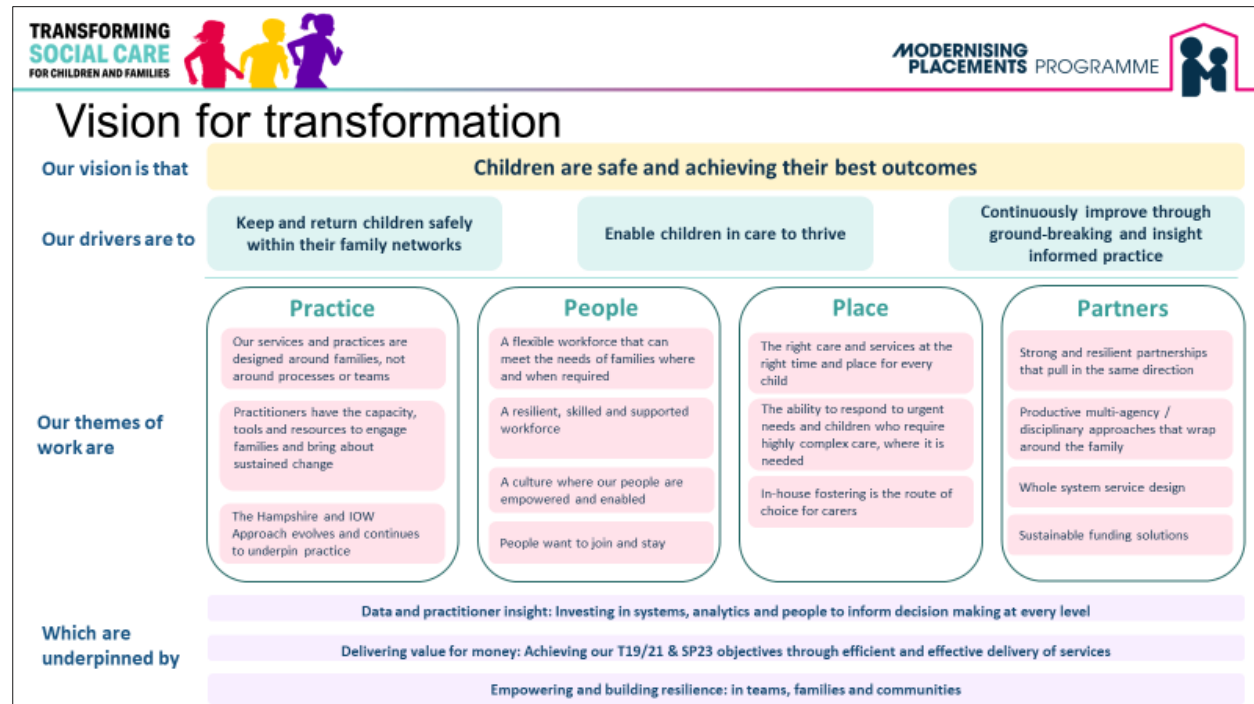 TRANSFORMING
SOCIAL CARE
FOR CHILDREN AND FAMILIES
MODERNISING
PLACEMENTS PROGRAMME
Vision for transformation
Our vision is that
Children are safe and achieving their best outcomes
Our drivers are to
Keep and return children safely
within their family networks
Enable children in care to thrive
Continuously improve through
ground-breaking and insight
informed practice
Our themes of
work are
Practice
Our services and practices are
designed around families, not
around processes or teams
Practitioners have the capacity,
tools and resources to engage
families and bring about
sustained change
The Hampshire and IOW
Approach evolves and continues
to underpin practice
People
A flexible workforce that can
meet the needs of families where
and when required
A resilient, skilled and supported
workforce
A culture where our people are
empowered and enabled
People want to join and stay
Place
The right care and services at the
right time and place for every
child
The ability to respond to urgent
needs and children who require
highly complex care, where it is
needed
In-house fostering is the route of
choice for carers
Partners
Strong and resilient partnerships
that pull in the same direction
Productive multi-agency /
disciplinary approaches that wrap
around the family
Whole system service design
Sustainable funding solutions
Which are
underpinned by
Data and practitioner insight: Investing in systems, analytics and people to inform decision making at every level
Delivering value for money: Achieving our T19/21 & SP23 objectives through efficient and effective delivery of services
Empowering and building resilience: in teams, families and communities